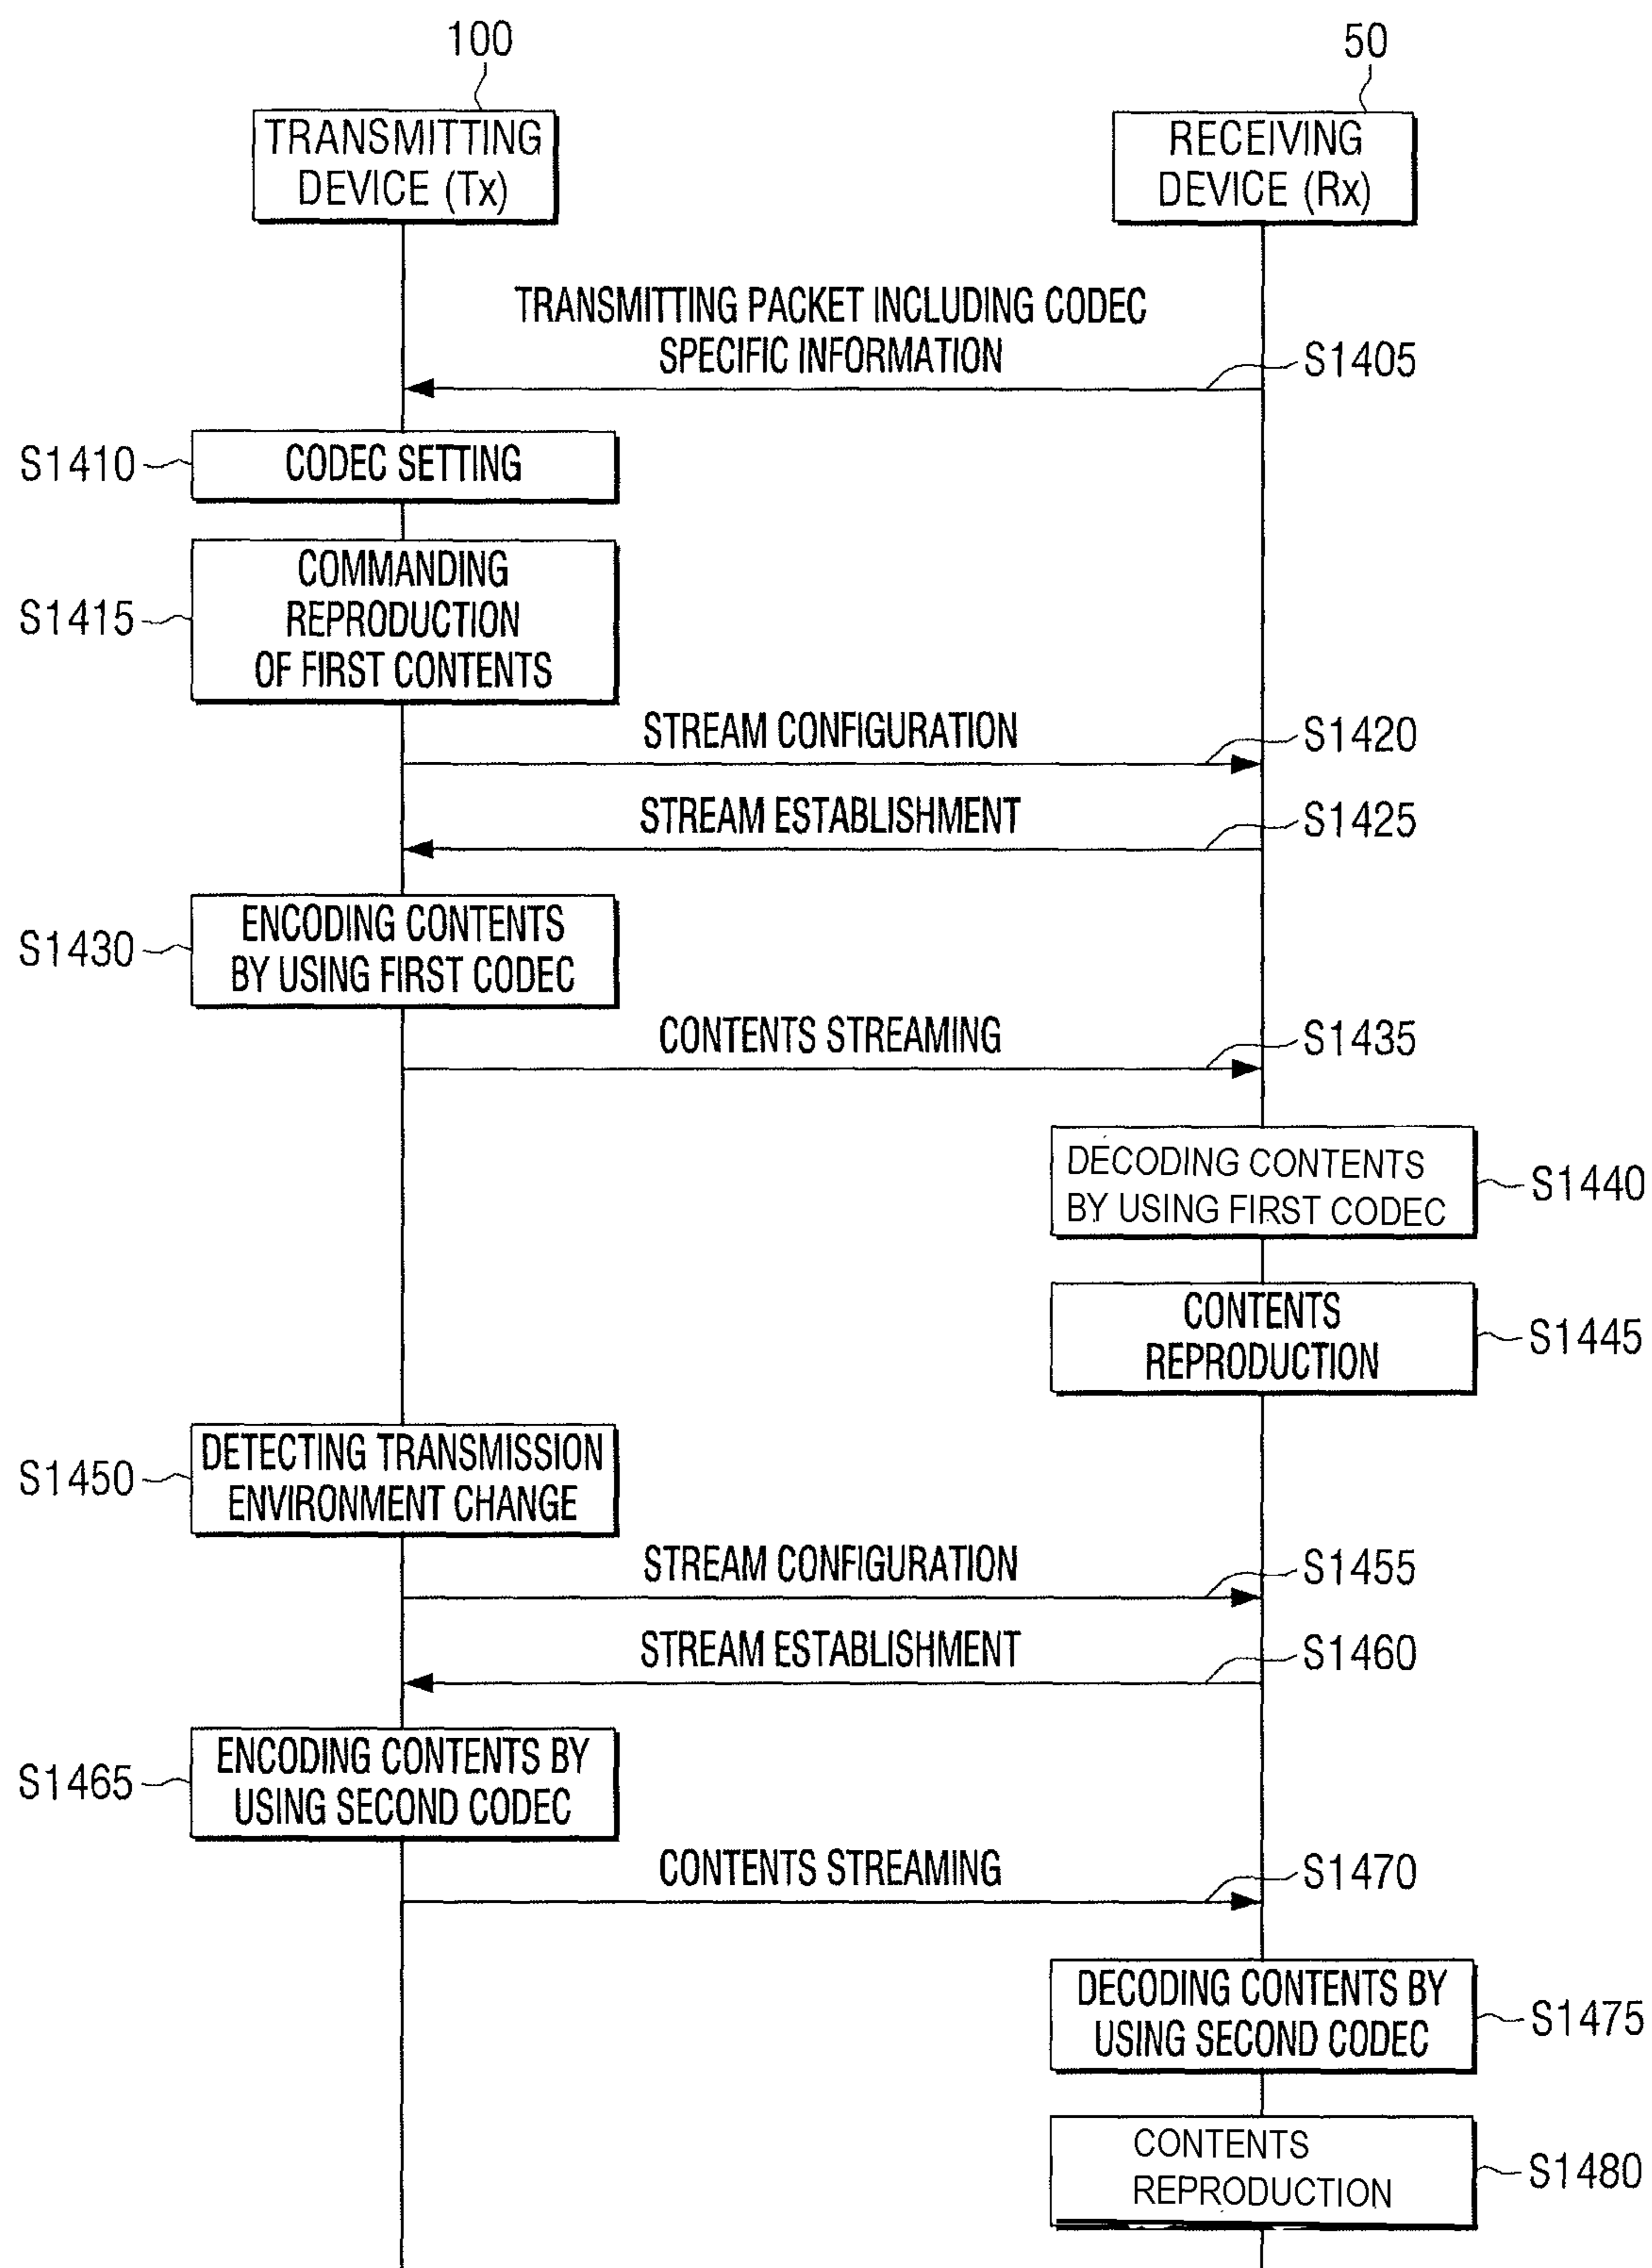 100
50
TRANSMITTING
DEVICE (Tx)
RECEIVING
DEVICE (Rx)
TRANSMITTING PACKET INCLUDING CODEC
SPECIFIC INFORMATION
S1405
S1410
CODEC SETTING
S1415
COMMANDING
REPRODUCTION
OF FIRST CONTENTS
STREAM CONFIGURATION
S1420
STREAM ESTABLISHMENT
S1425
S1430
ENCODING CONTENTS
BY USING FIRST CODEC
CONTENTS STREAMING
S1435
DECODING CONTENTS
BY USING FIRST CODEC
S1440
CONTENTS
REPRODUCTION
S1445
S1450
DETECTING TRANSMISSION
ENVIRONMENT CHANGE
STREAM CONFIGURATION
S1455
STREAM ESTABLISHMENT
S1460
S1465
ENCODING CONTENTS BY
USING SECOND CODEC
CONTENTS STREAMING
S1470
DECODING CONTENTS BY
USING SECOND CODEC
S1475
CONTENTS
REPRODUCTION
S1480